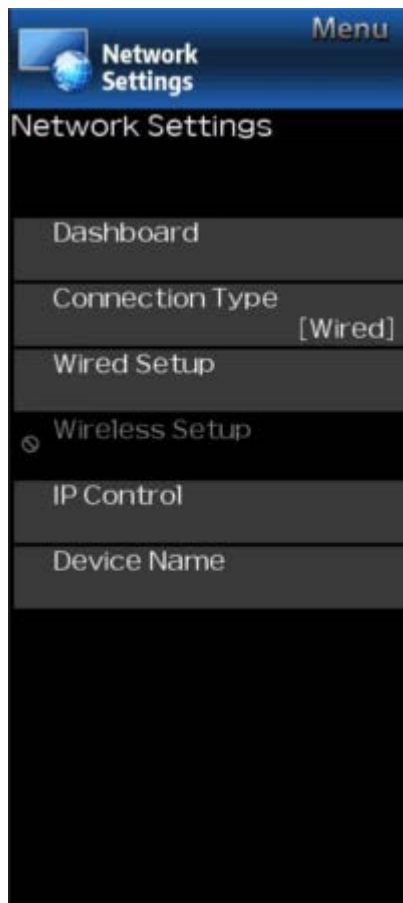 Menu
Network
Settings
Network Settings
Dashboard
Connection Type
[Wired]
Wired Setup
Wireless Setup
IP Control
Device Name